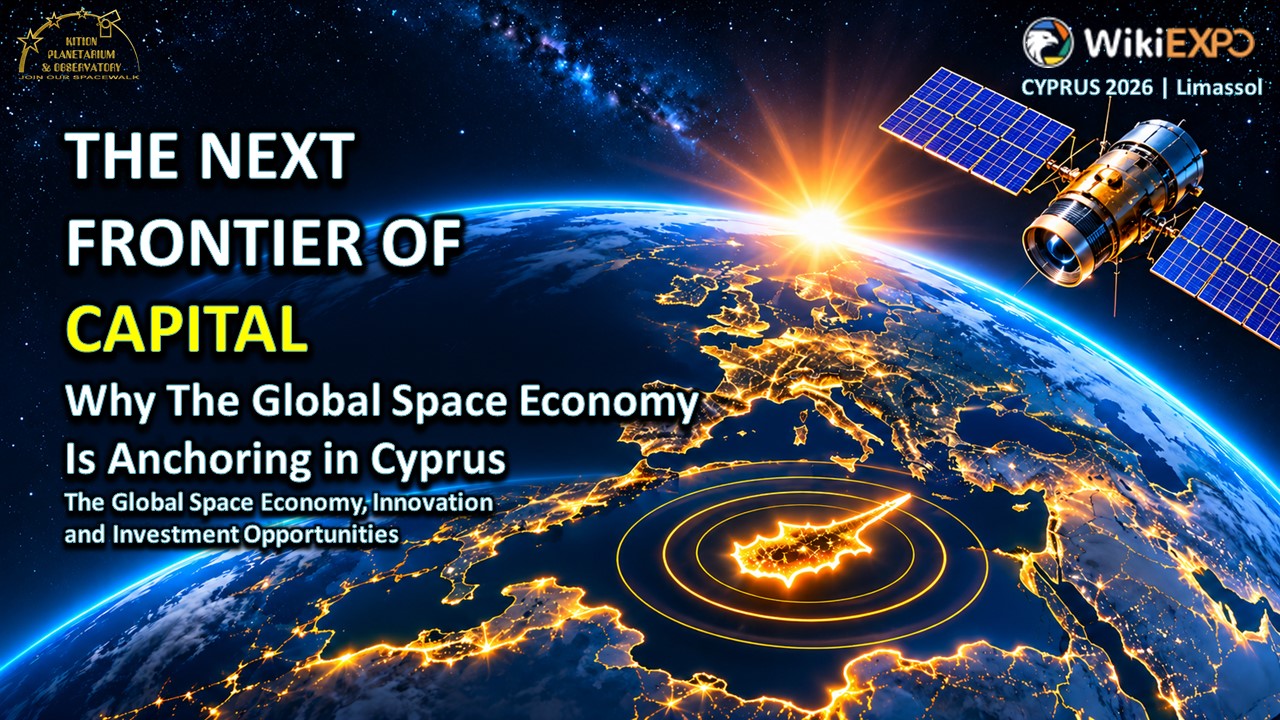 KITION
PLANETARIUM
& OBSERVATORY
JOIN OUR SPACEWALK
WikiEXPO
CYPRUS 2026 | Limassol
THE NEXT
FRONTIER OF
CAPITAL
Why The Global Space Economy
Is Anchoring in Cyprus
The Global Space Economy, Innovation
and Investment Opportunities